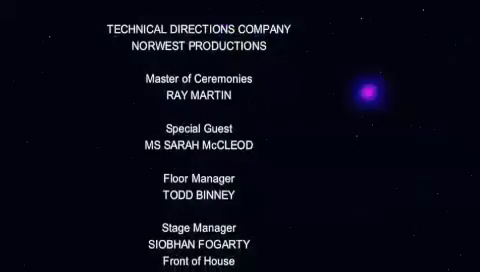 TECHNICAL DIRECTIONS COMPANY
NORWEST PRODUCTIONS
Master of Ceremonies
RAY MARTIN
Special Guest
MS SARAH McCLEOD
Floor Manager
TODD BINNEY
Stage Manager
SIOBHAN FOGARTY
Front of House